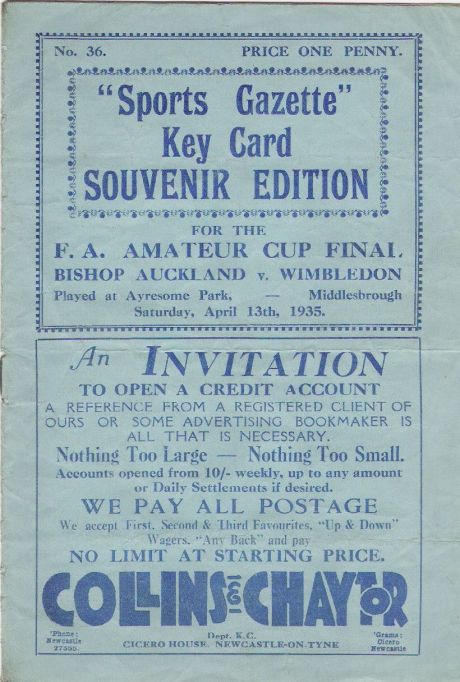 No. 36. PRICE ONE PENNY.
"Sports Gazette"
Key Card
SOUVENIR EDITION
FOR THE
F. A. AMATEUR CUP FINAL
BISHOP AUCKLAND v. WIMBLEDON
Played at Ayresome Park, — Middlesbrough
Saturday, April 13th, 1935.
An INVITATION
TO OPEN A CREDIT ACCOUNT
A REFERENCE FROM A REGISTERED CLIENT OF
OURS OR SOME ADVERTISING BOOKMAKER IS
ALL THAT IS NECESSARY.
Nothing Too Large — Nothing Too Small.
Accounts opened from 10/- weekly, up to any amount
or Daily Settlements if desired.
WE PAY ALL POSTAGE
We accept First, Second & Third Favourites, "Up & Down"
Wagers, "Any Back" and pay
NO LIMIT AT STARTING PRICE.
COLLINS & CHAYTOR
'Phone: Newcastle 27355.
Dept. K.C.
CICERO HOUSE, NEWCASTLE-ON-TYNE
'Grams: Cicero Newcastle